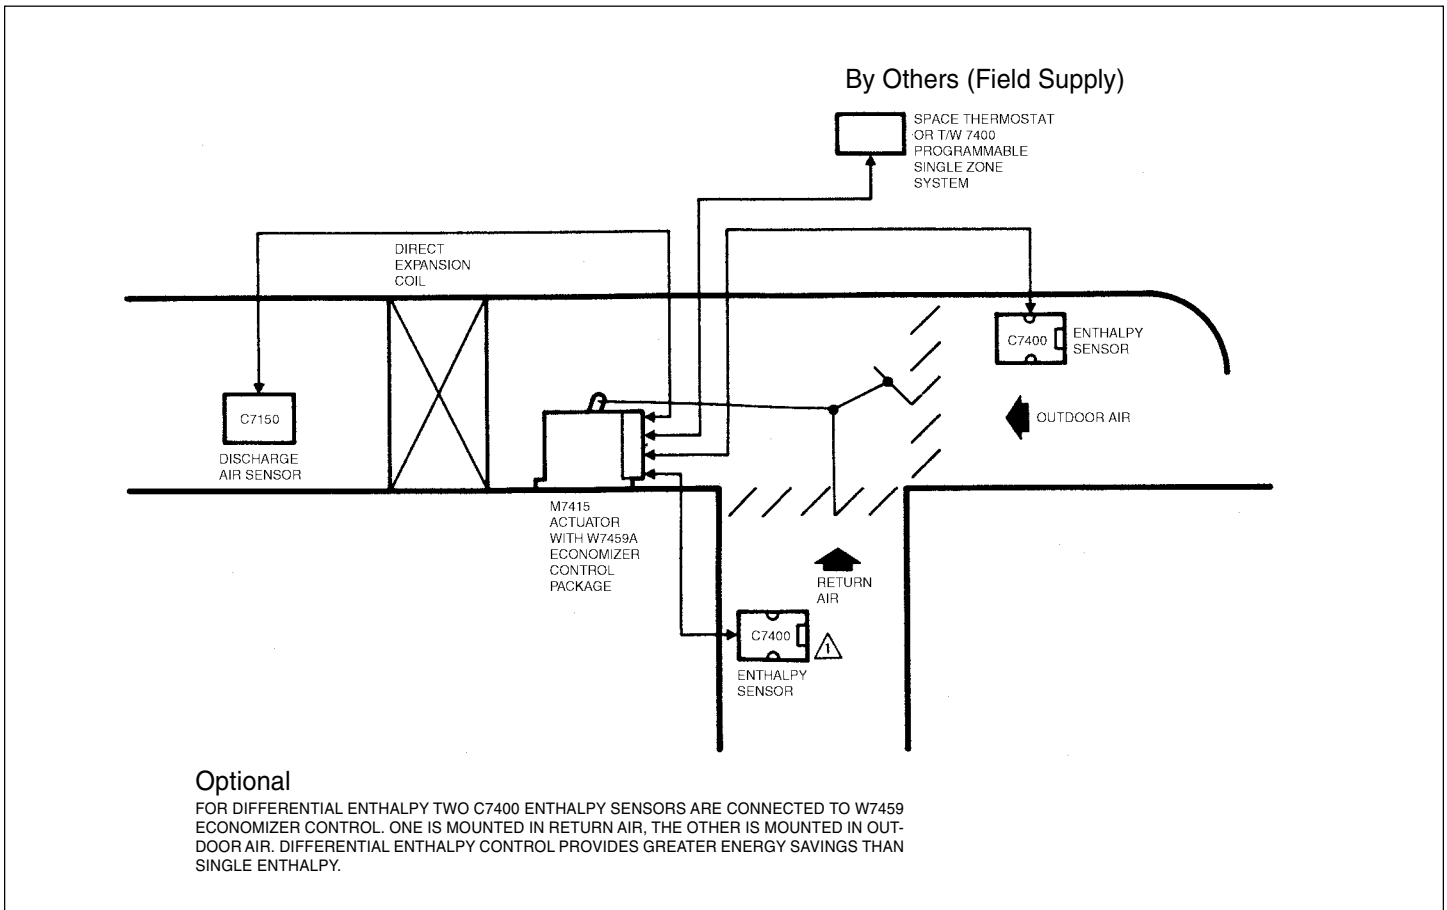 By Others (Field Supply)
SPACE THERMOSTAT
OR T/W 7400
PROGRAMMABLE
SINGLE ZONE
SYSTEM
DIRECT
EXPANSION
COIL
C7400
ENTHALPY
SENSOR
C7150
DISCHARGE
AIR SENSOR
OUTDOOR AIR
M7415
ACTUATOR
WITH W7459A
ECONOMIZER
CONTROL
PACKAGE
RETURN
AIR
C7400
1
ENTHALPY
SENSOR
Optional
FOR DIFFERENTIAL ENTHALPY TWO C7400 ENTHALPY SENSORS ARE CONNECTED TO W7459
ECONOMIZER CONTROL. ONE IS MOUNTED IN RETURN AIR, THE OTHER IS MOUNTED IN OUT-
DOOR AIR. DIFFERENTIAL ENTHALPY CONTROL PROVIDES GREATER ENERGY SAVINGS THAN
SINGLE ENTHALPY.